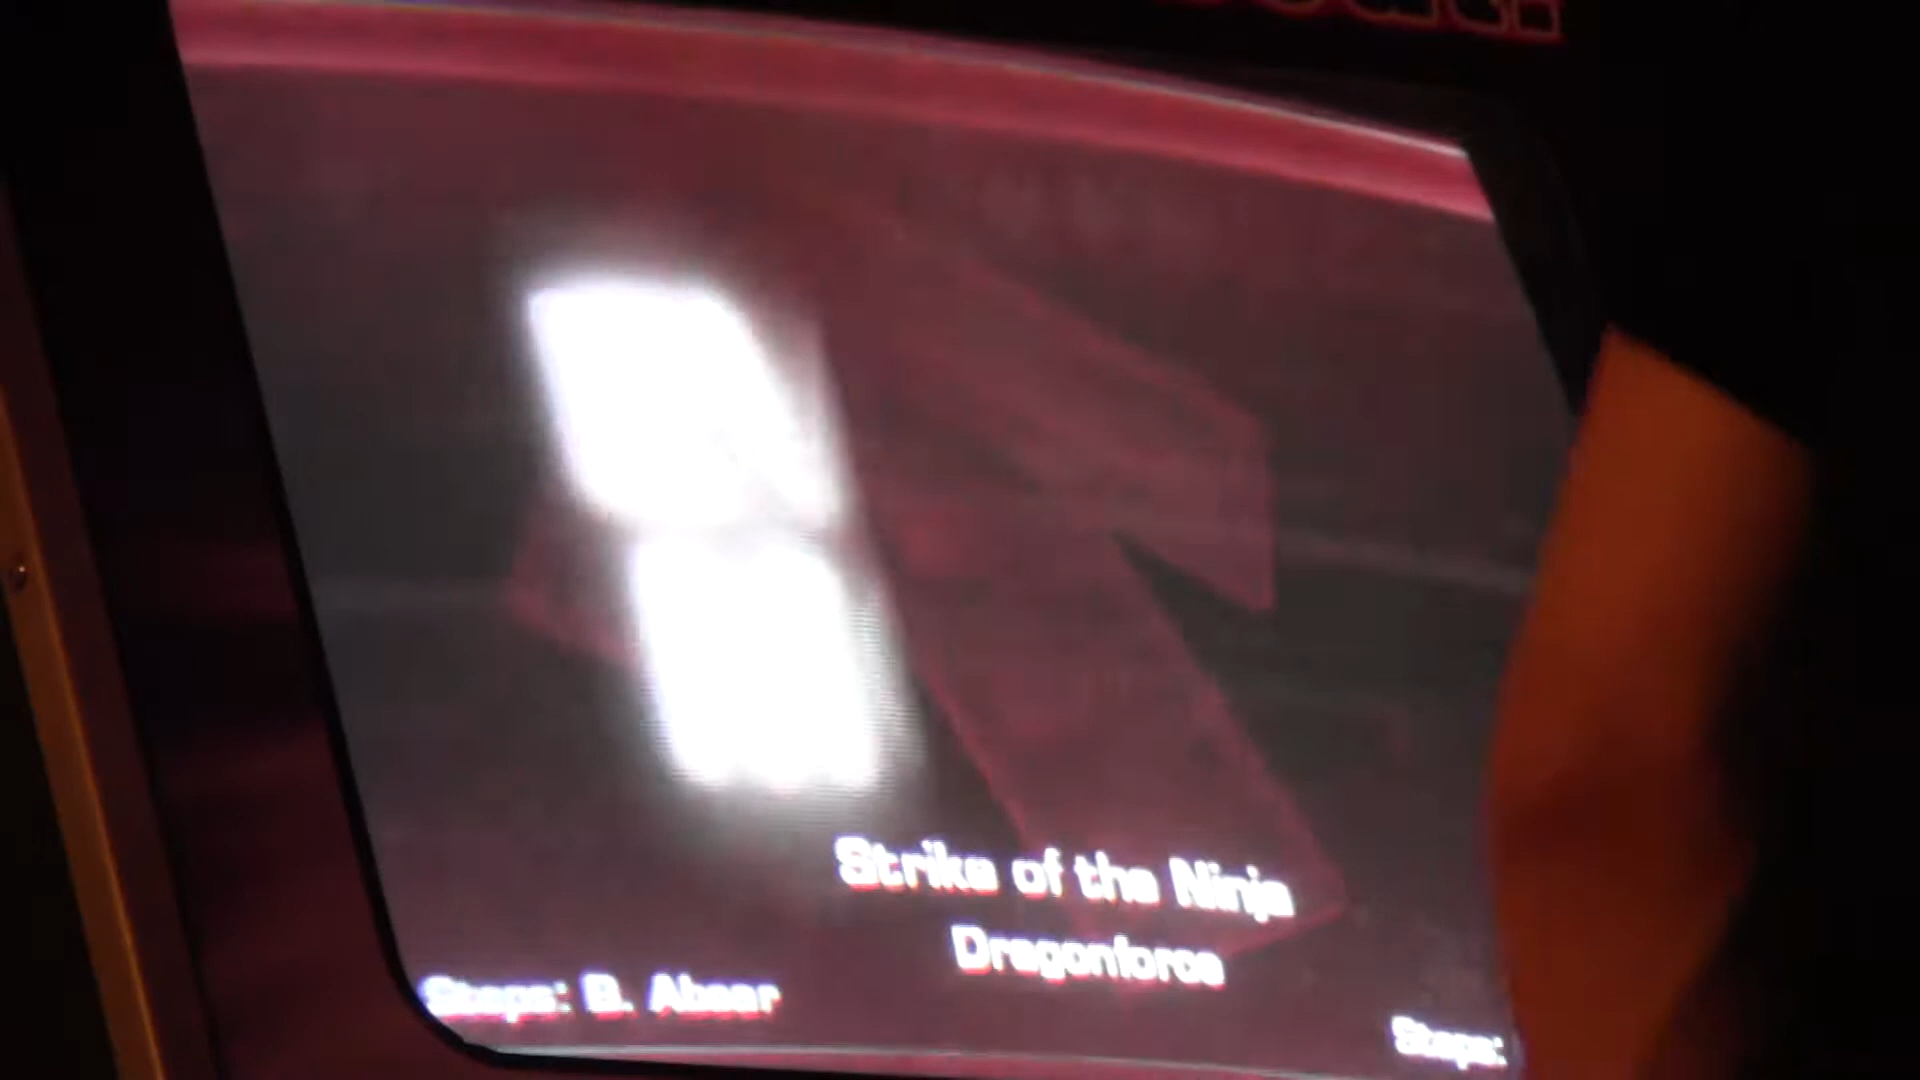 Strike of the Ninja
Dragonforce
Steps: B. Abear
Steps: